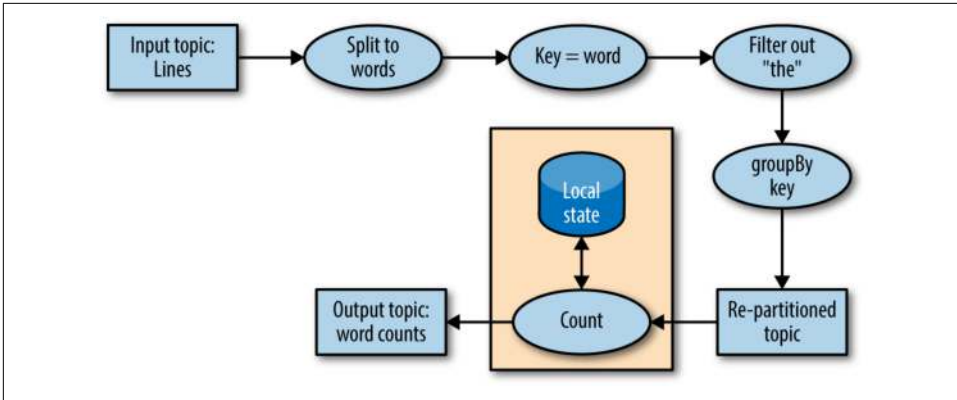 Input topic:
Lines
Split to
words
Key = word
Filter out
"the"
groupBy
key
Local
state
Output topic:
word counts
Count
Re-partitioned
topic